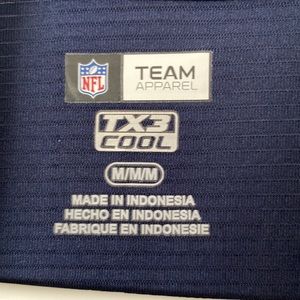 NFL
TEAM
APPAREL
TX3
COOL
M/M/M
MADE IN INDONESIA
HECHO EN INDONESIA
FABRIQUE EN INDONESIE